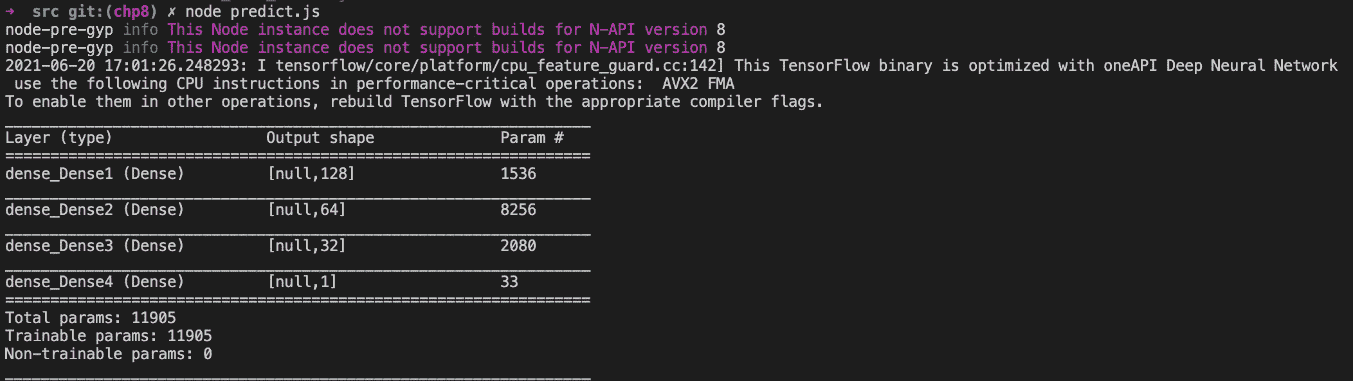 ➜ src git:(chp8) ✗ node predict.js
node-pre-gyp info This Node instance does not support builds for N-API version 8
node-pre-gyp info This Node instance does not support builds for N-API version 8
2021-06-20 17:01:26.248293: I tensorflow/core/platform/cpu_feature_guard.cc:142] This TensorFlow binary is optimized with oneAPI Deep Neural Network
use the following CPU instructions in performance-critical operations:  AVX2 FMA
To enable them in other operations, rebuild TensorFlow with the appropriate compiler flags.
_________________________________________________________________
Layer (type)                 Output shape              Param #
=================================================================
dense_Dense1 (Dense)         [null,128]                1536
_________________________________________________________________
dense_Dense2 (Dense)         [null,64]                 8256
_________________________________________________________________
dense_Dense3 (Dense)         [null,32]                 2080
_________________________________________________________________
dense_Dense4 (Dense)         [null,1]                  33
=================================================================
Total params: 11905
Trainable params: 11905
Non-trainable params: 0
_________________________________________________________________